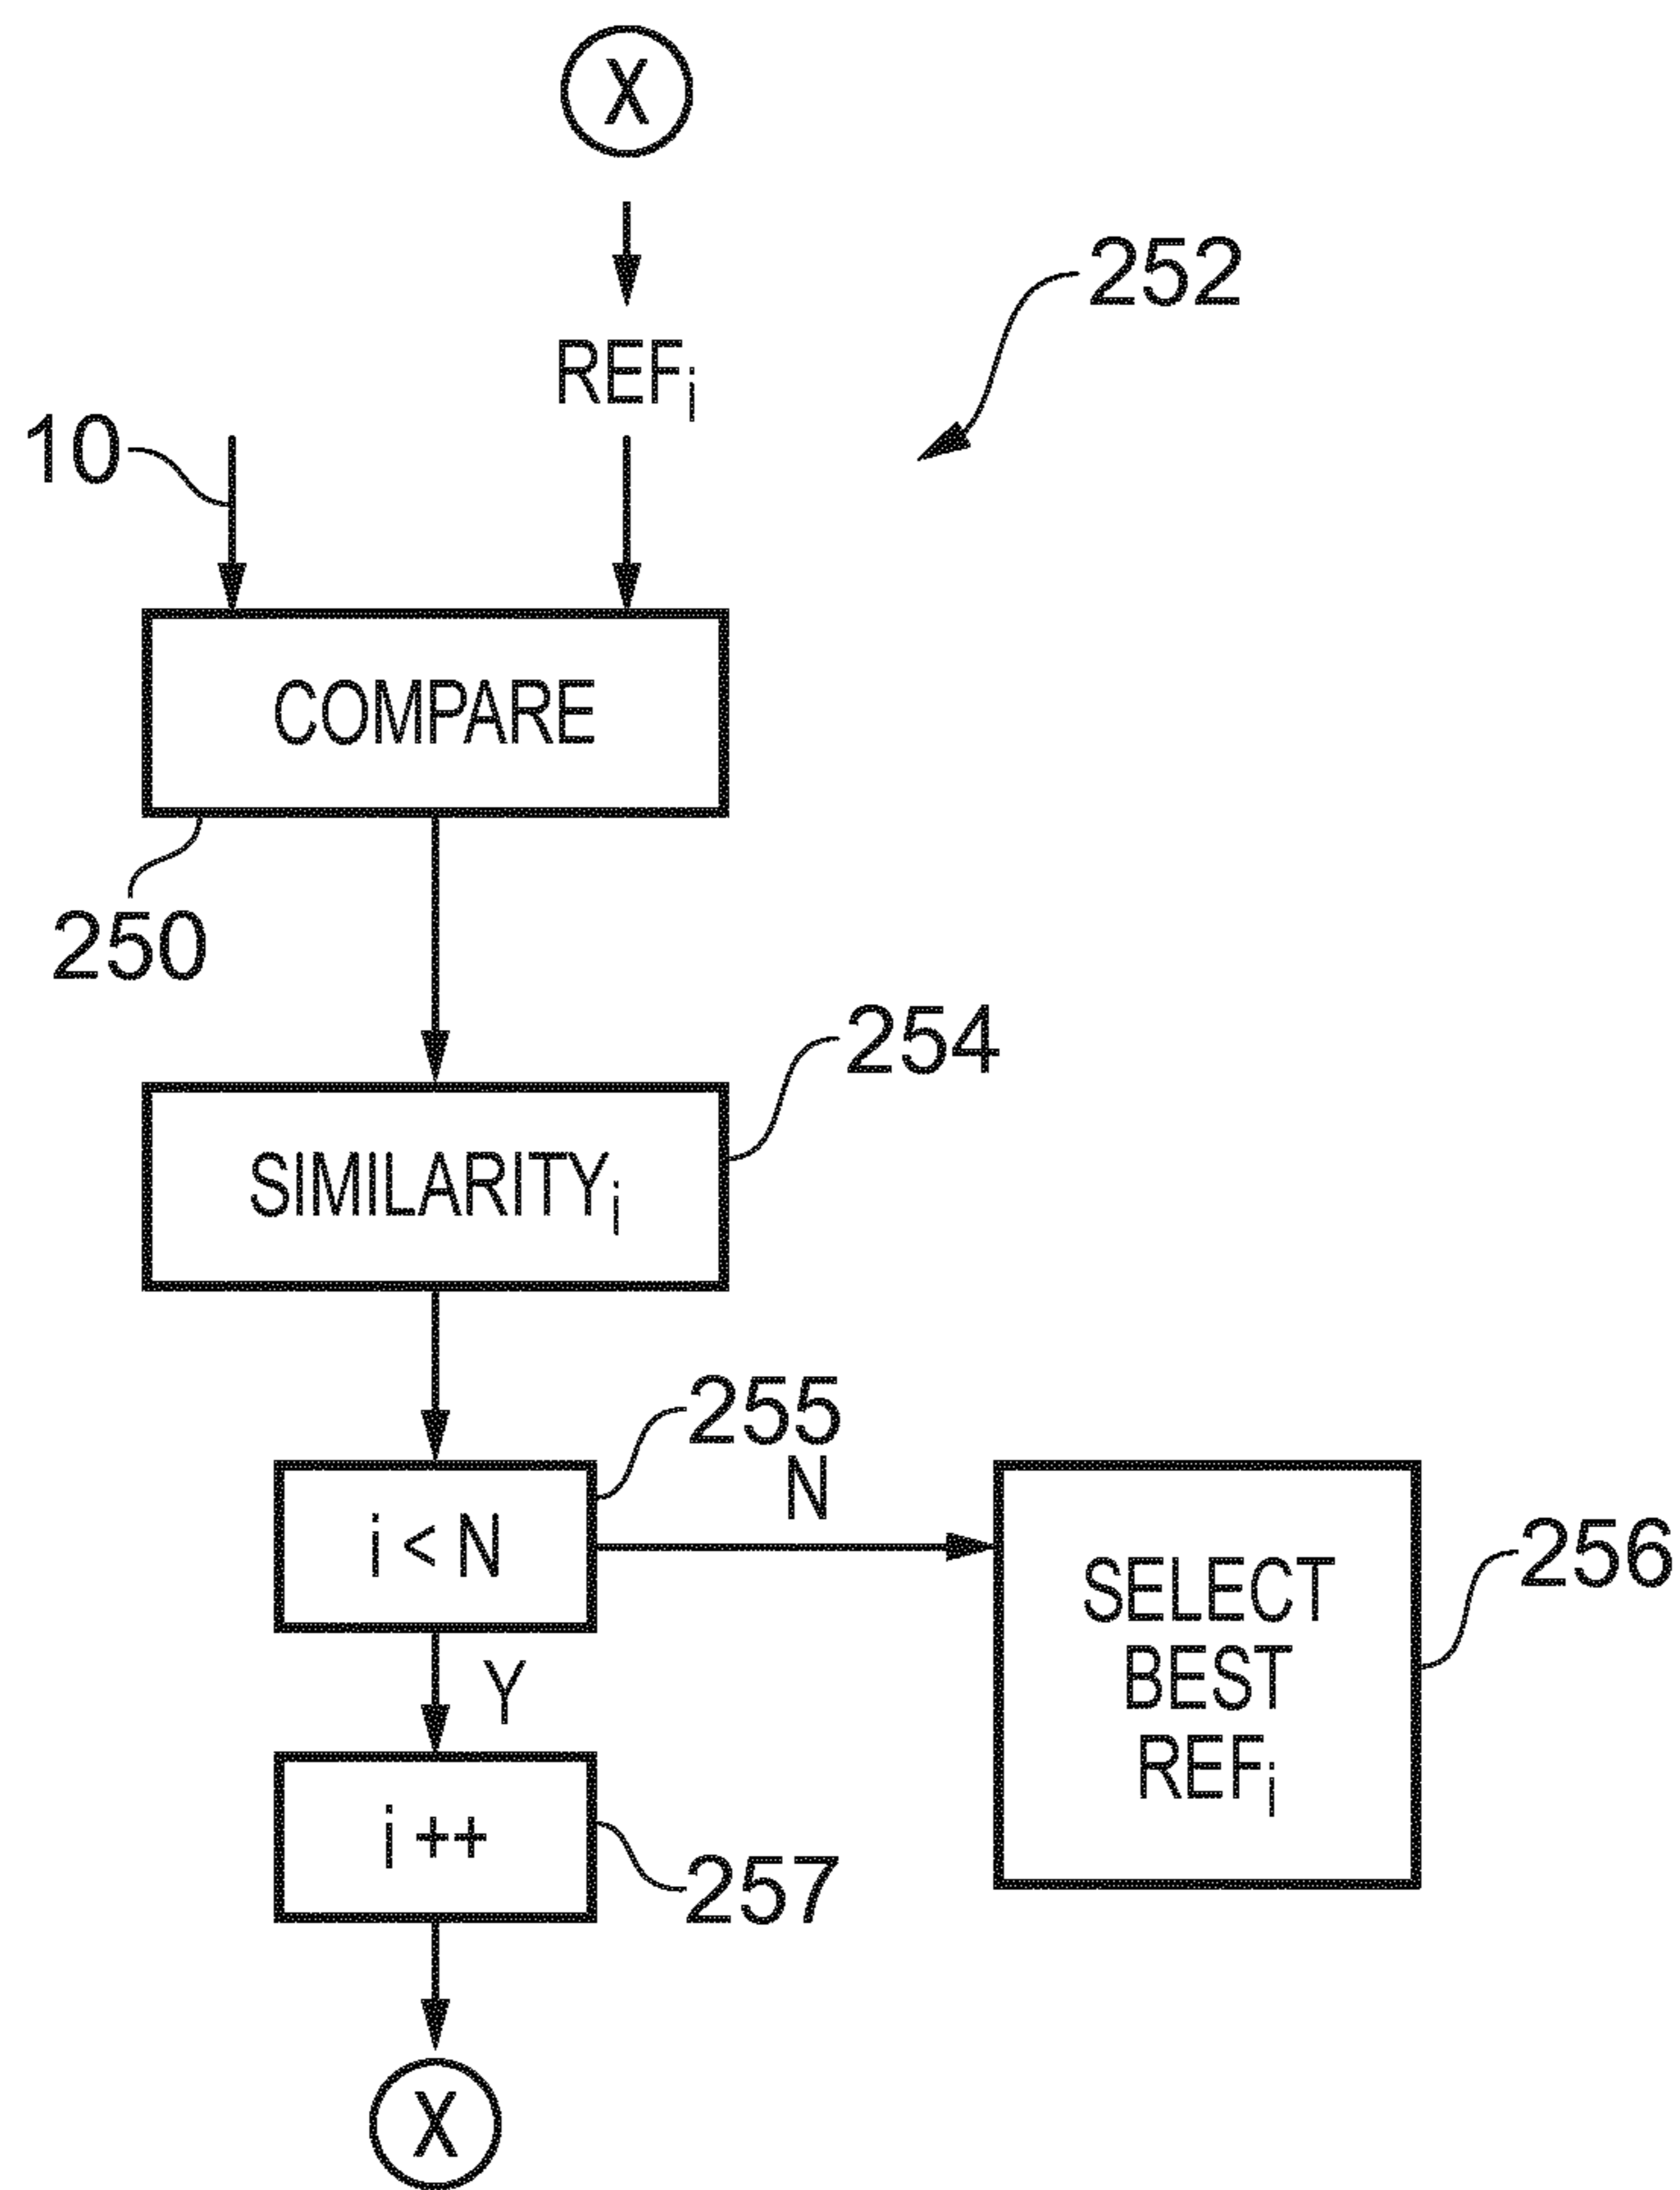 X
252
REFi
10
COMPARE
250
254
SIMILARITYi
255
N
i < N
SELECT
BEST
REFi
256
Y
i ++
257
X